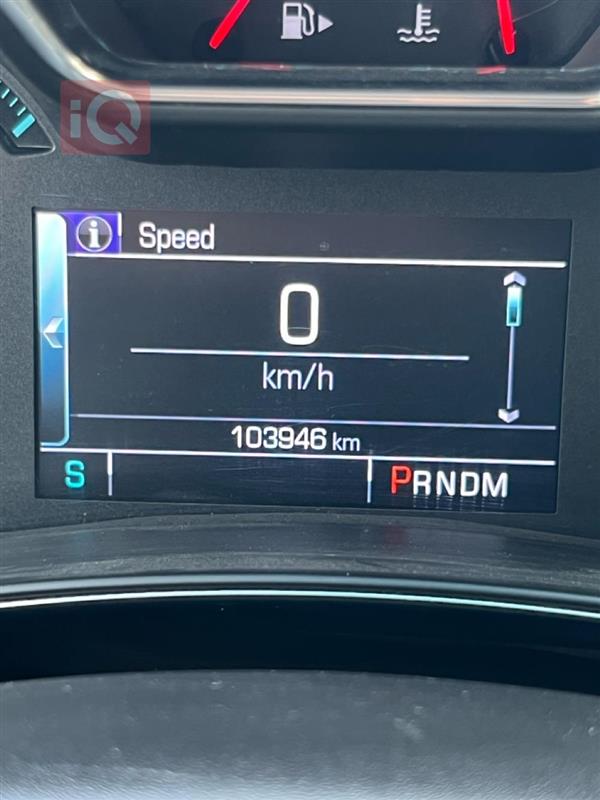 iQ
Speed
0
km/h
103946 km
S
PRNDM